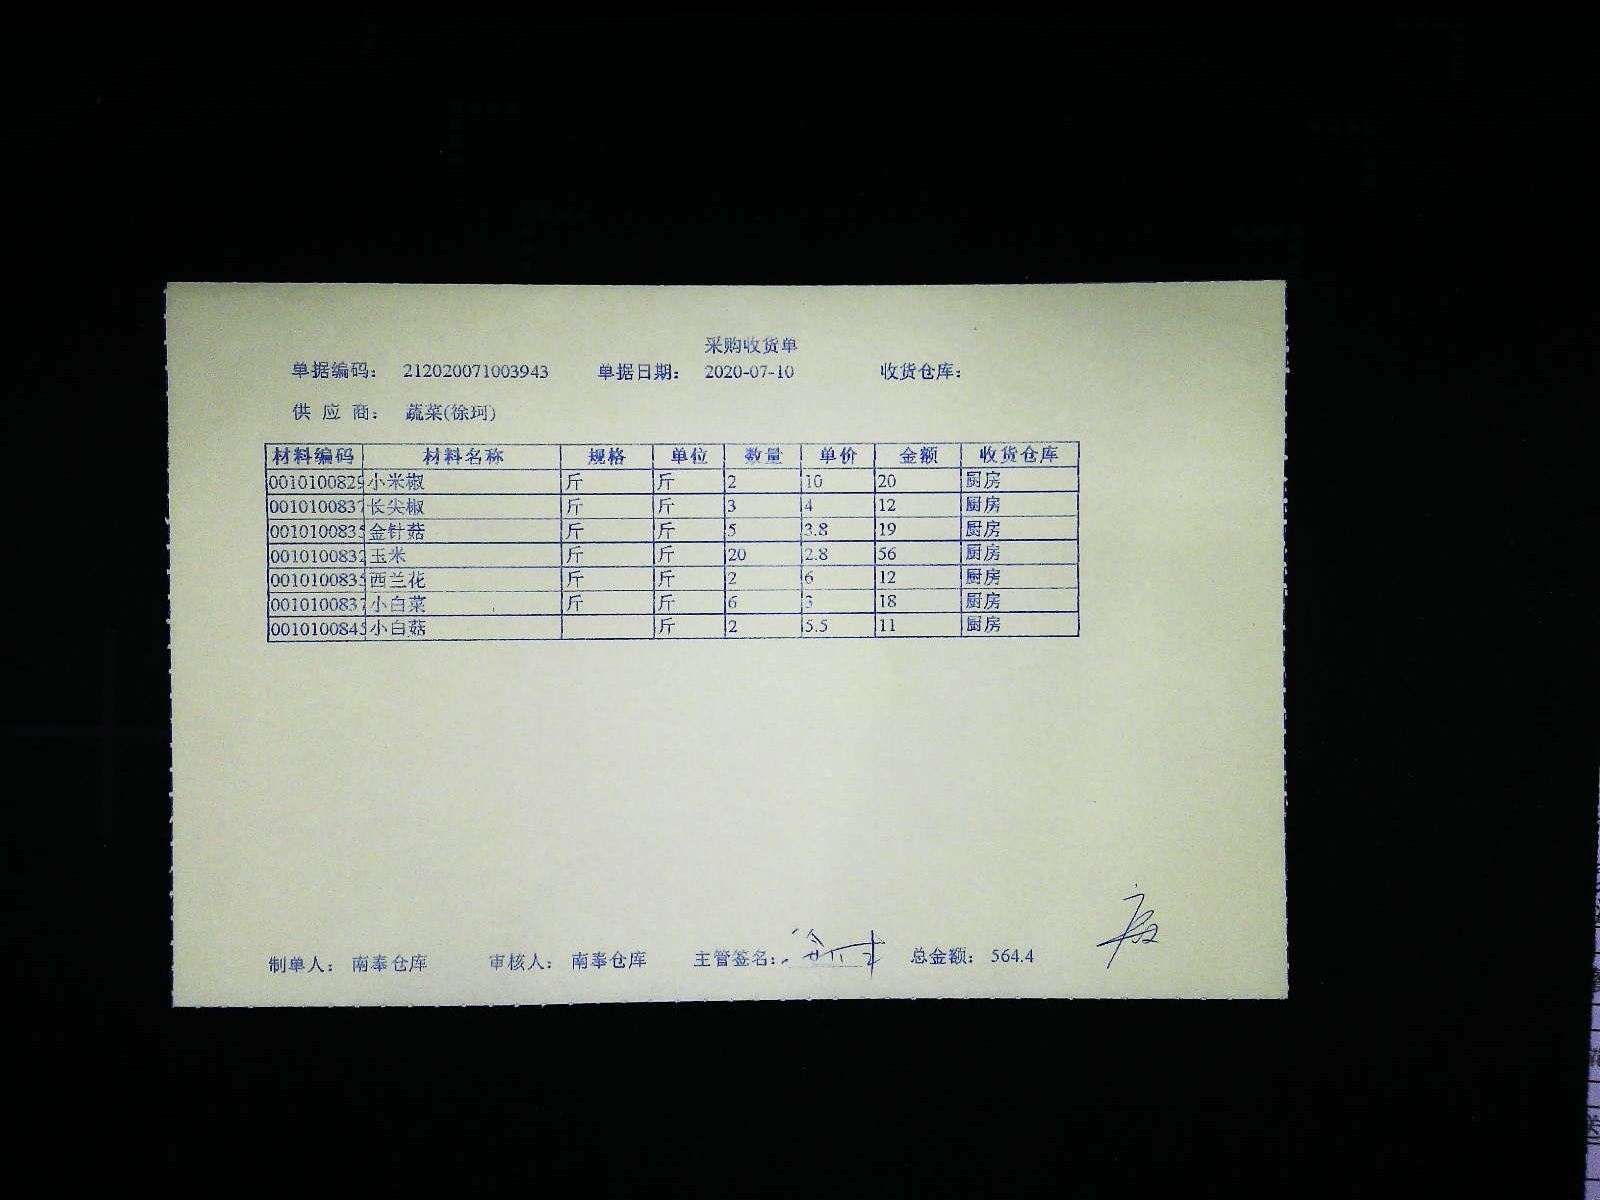 采购收货单
单据编码： 212020071003943 单据日期： 2020-07-10 收货仓库：
供 应 商： 蔬菜(徐珂)
材料编码 材料名称 规格 单位 数量 单价 金额 收货仓库
0010100829 小米椒 斤 斤 2 10 20 厨房
0010100837 长尖椒 斤 斤 3 4 12 厨房
0010100835 金针菇 斤 斤 5 3.8 19 厨房
0010100832 玉米 斤 斤 20 2.8 56 厨房
0010100835 西兰花 斤 斤 2 6 12 厨房
0010100837 小白菜 斤 斤 6 3 18 厨房
0010100845 小白菇 斤 2 5.5 11 厨房
制单人： 南奉仓库 审核人： 南奉仓库 主管签名： 总金额： 564.4